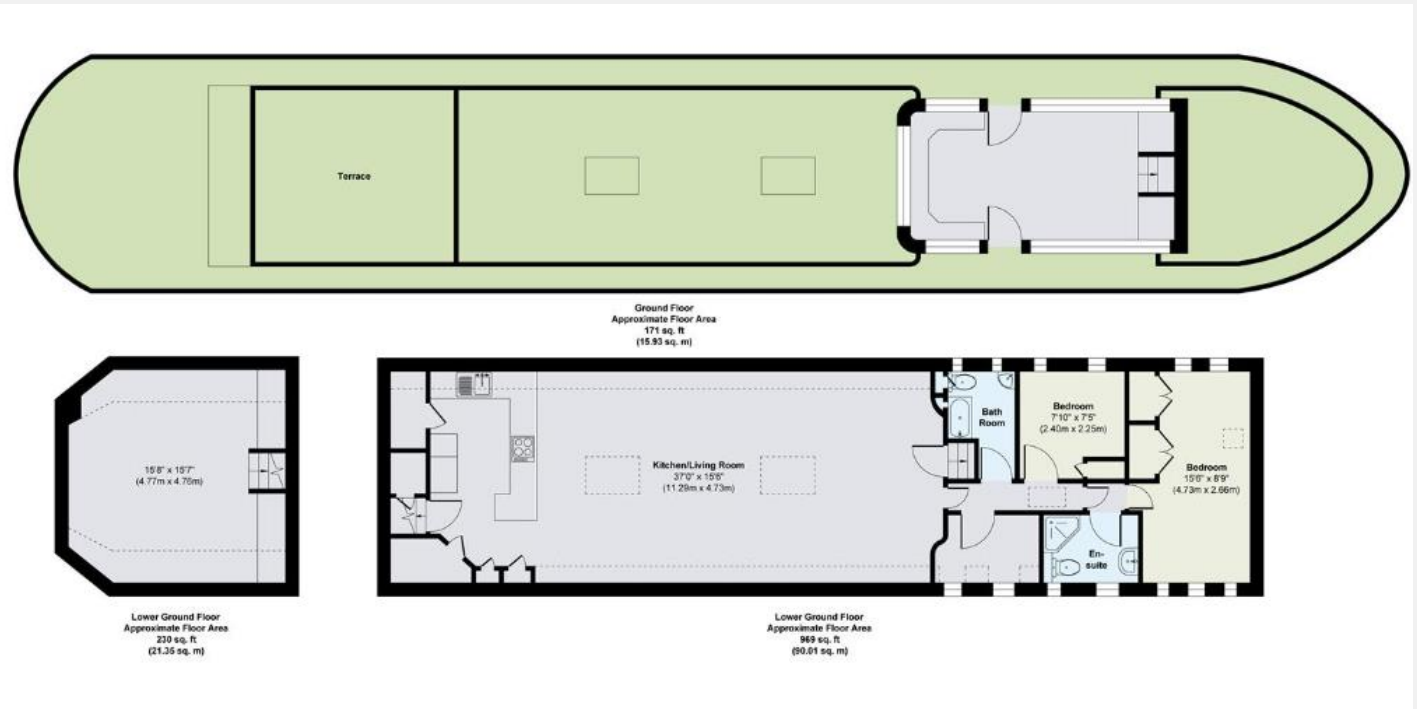 Terrace
Ground Floor
Approximate Floor Area
171 sq. ft
(15.93 sq. m)
15'8" x 15'7"
(4.77m x 4.76m)
Lower Ground Floor
Approximate Floor Area
230 sq. ft
(21.35 sq. m)
Kitchen/Living Room
37'0" x 15'6"
(11.29m x 4.73m)
Bath
Room
Bedroom
7'10" x 7'5"
(2.40m x 2.25m)
Bedroom
15'6" x 8'9"
(4.73m x 2.66m)
En-
suite
Lower Ground Floor
Approximate Floor Area
969 sq. ft
(90.01 sq. m)